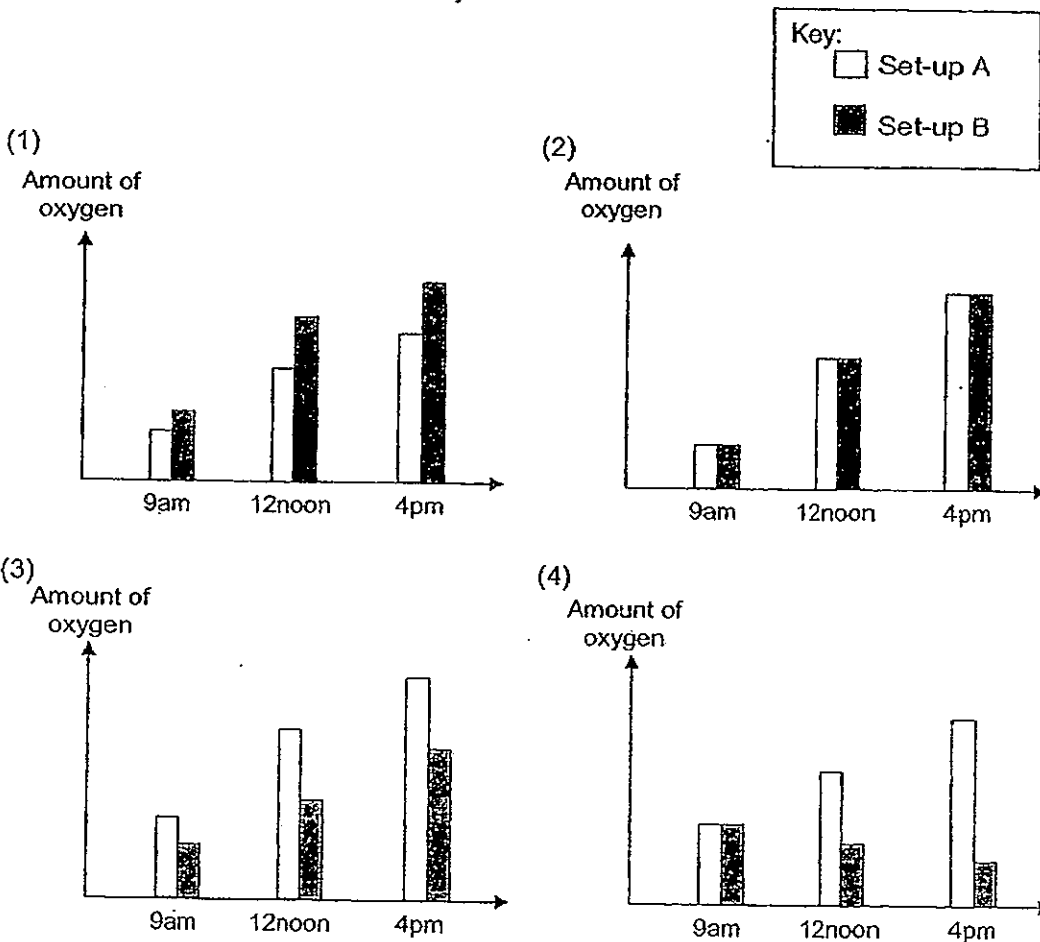 Key:
Set-up A
Set-up B
(1)
Amount of
oxygen
9am 12noon 4pm
(2)
Amount of
oxygen
9am 12noon 4pm
(3)
Amount of
oxygen
9am 12noon 4pm
(4)
Amount of
oxygen
9am 12noon 4pm